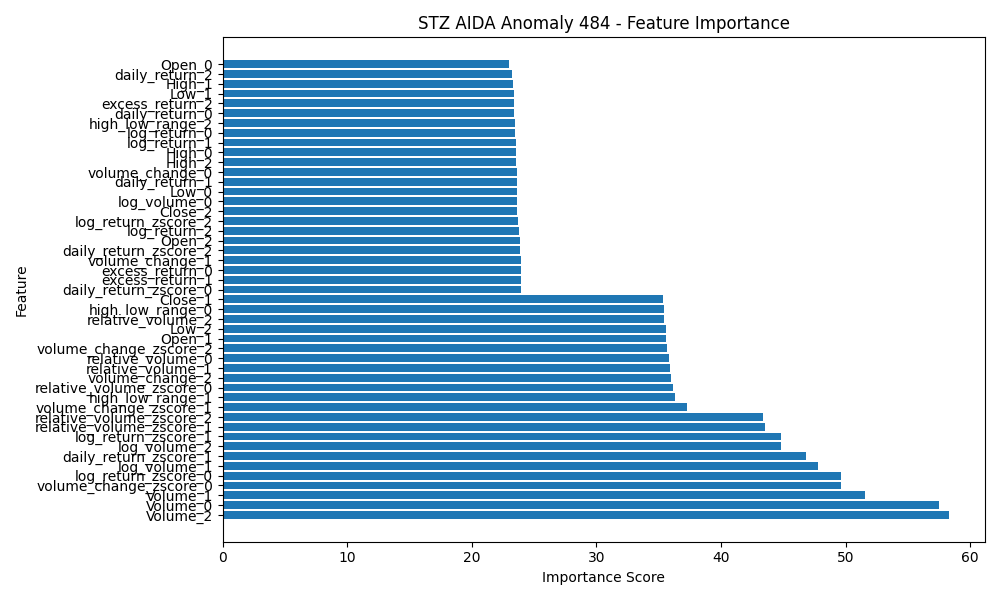 STZ AIDA Anomaly 484 - Feature Importance
Open_0
daily_return_2
High_1
Low_1
excess_return_2
daily_return_0
high_low_range_2
log_return_0
log_return_1
High_0
High_2
volume_change_0
daily_return_1
Low_0
log_volume_0
Close_2
log_return_zscore_2
log_return_2
Open_2
daily_return_zscore_2
volume_change_1
excess_return_0
excess_return_1
daily_return_zscore_0
Close_1
high_low_range_0
relative_volume_2
Low_2
Open_1
volume_change_zscore_2
relative_volume_0
relative_volume_1
volume_change_2
relative_volume_zscore_0
high_low_range_1
volume_change_zscore_1
relative_volume_zscore_2
relative_volume_zscore_1
log_return_zscore_1
log_volume_2
daily_return_zscore_1
log_volume_1
log_return_zscore_0
volume_change_zscore_0
Volume_1
Volume_0
Volume_2
Feature
0 10 20 30 40 50 60
Importance Score